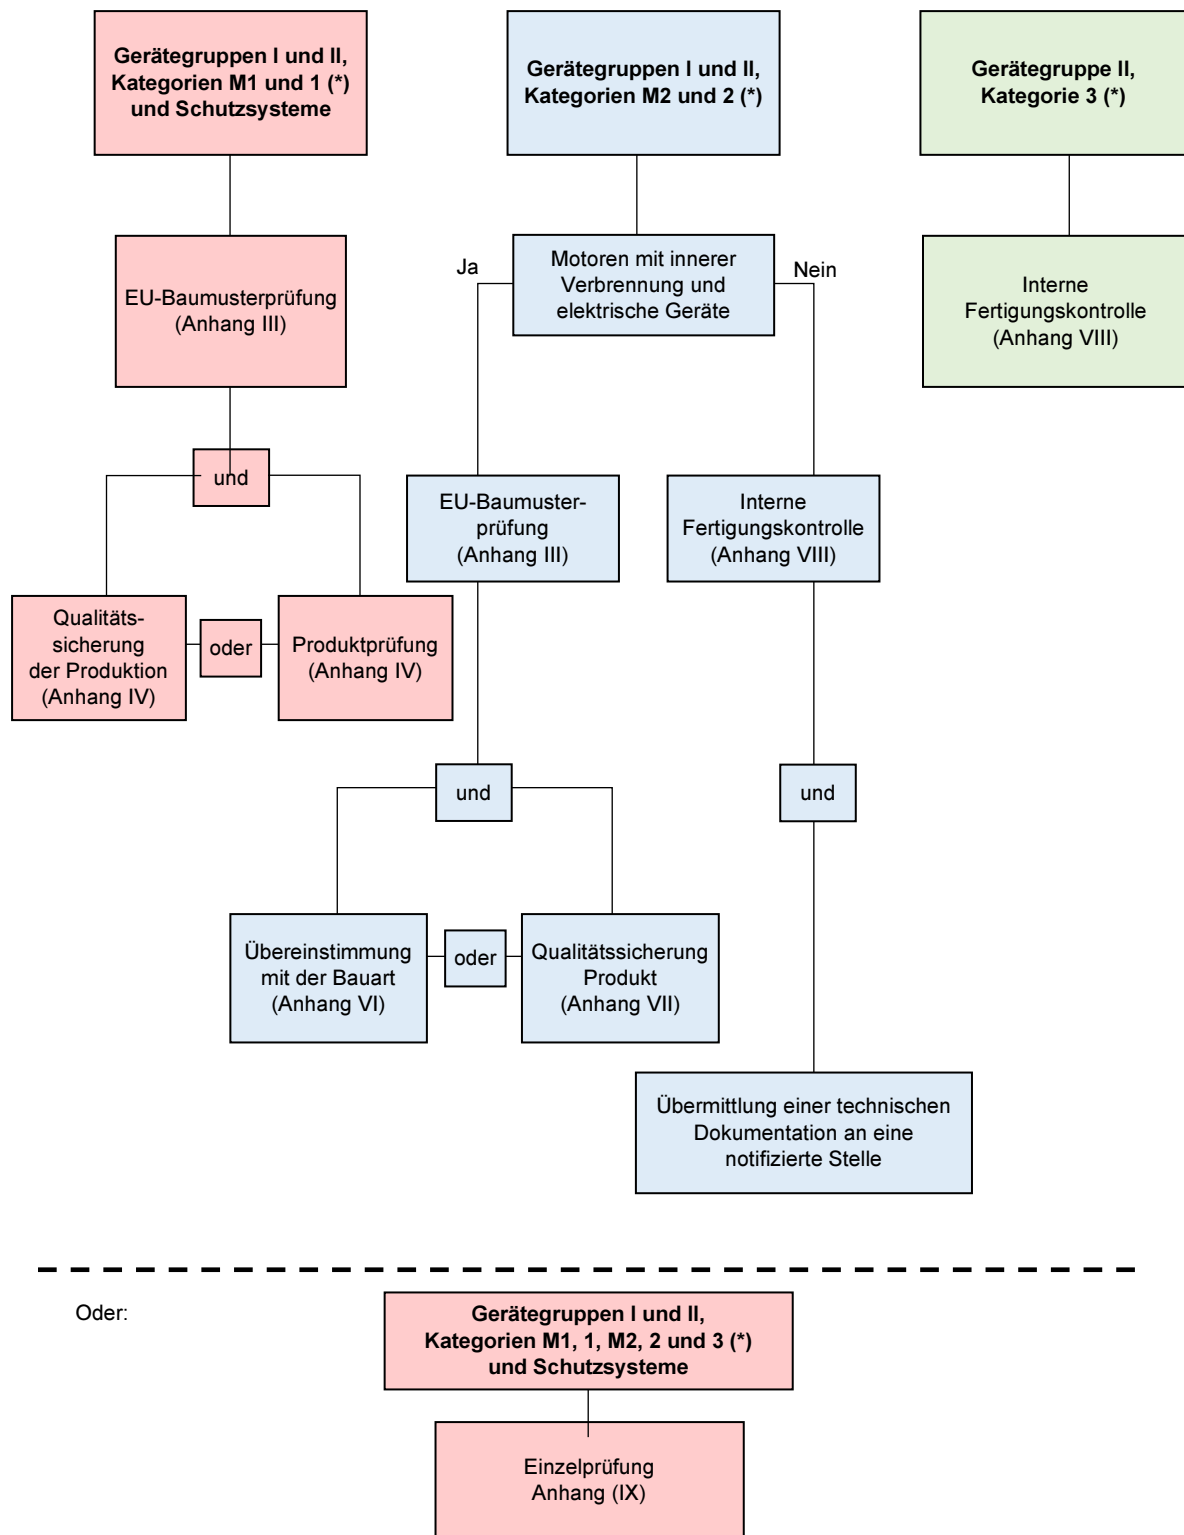 Gerätegruppen I und II,
Kategorien M1 und 1 (*)
und Schutzsysteme
Gerätegruppen I und II,
Kategorien M2 und 2 (*)
Gerätegruppe II,
Kategorie 3 (*)
EU-Baumusterprüfung
(Anhang III)
Ja
Motoren mit innerer
Verbrennung und
elektrische Geräte
Nein
Interne
Fertigungskontrolle
(Anhang VIII)
und
EU-Baumuster-
prüfung
(Anhang III)
Interne
Fertigungskontrolle
(Anhang VIII)
Qualitäts-
sicherung
der Produktion
(Anhang IV)
oder
Produktprüfung
(Anhang IV)
und
und
Übereinstimmung
mit der Bauart
(Anhang VI)
oder
Qualitätssicherung
Produkt
(Anhang VII)
Übermittlung einer technischen
Dokumentation an eine
notifizierte Stelle
Oder:
Gerätegruppen I und II,
Kategorien M1, 1, M2, 2 und 3 (*)
und Schutzsysteme
Einzelprüfung
Anhang (IX)